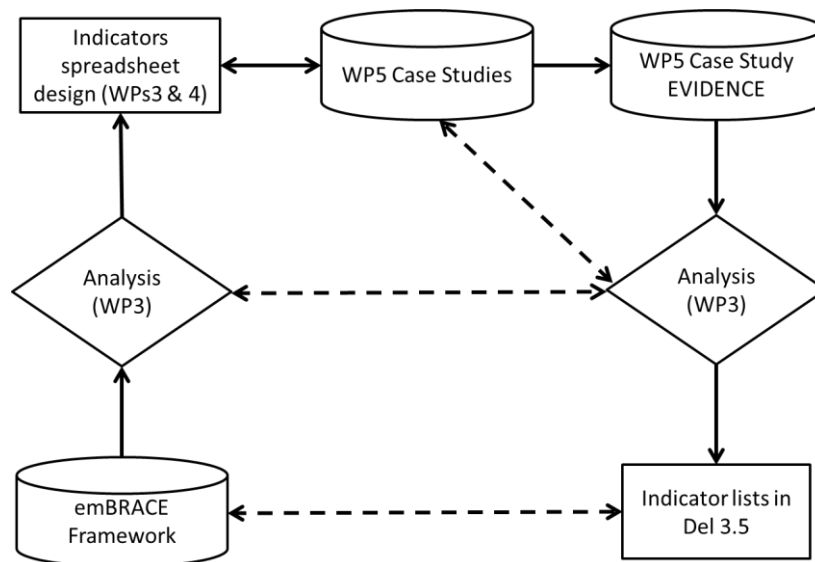 Indicators
spreadsheet
design (WPs3 & 4)
WP5 Case Studies
WP5 Case Study
EVIDENCE
Analysis
(WP3)
Analysis
(WP3)
emBRACE
Framework
Indicator lists in
Del 3.5